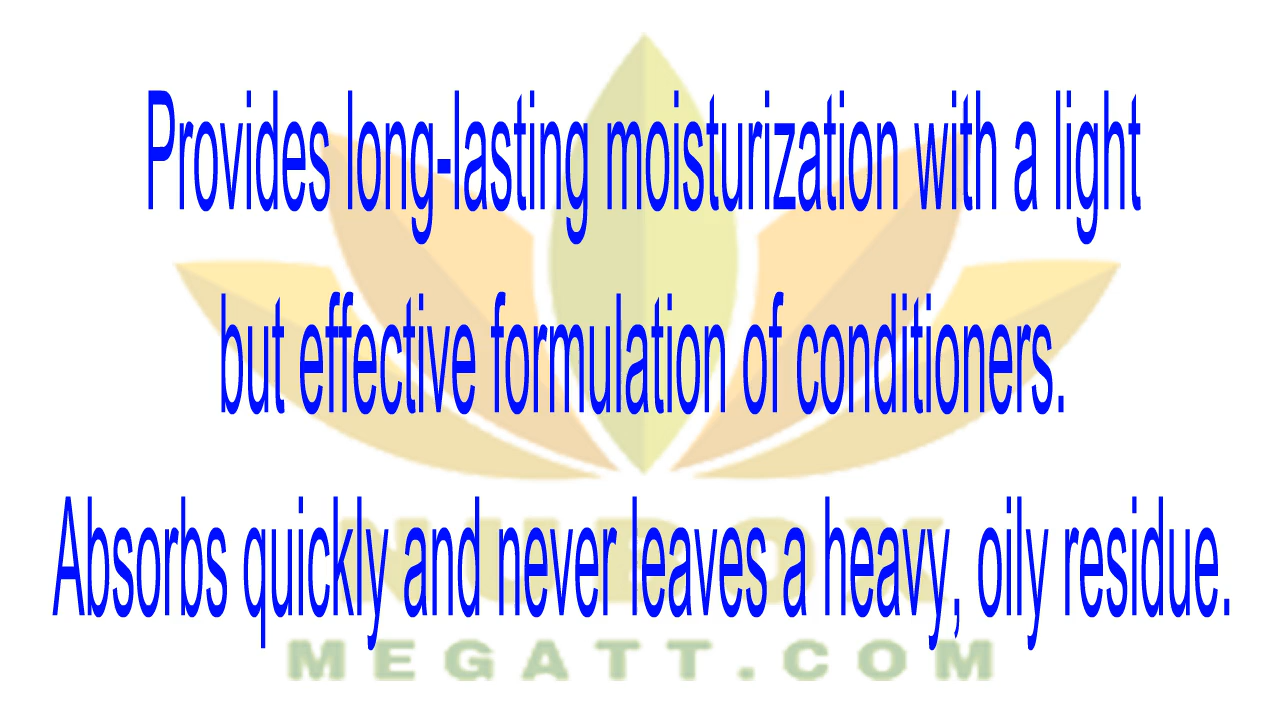 Provides long-lasting moisturization with a light
but effective formulation of conditioners.
Absorbs quickly and never leaves a heavy, oily residue.
MEGATT.COM